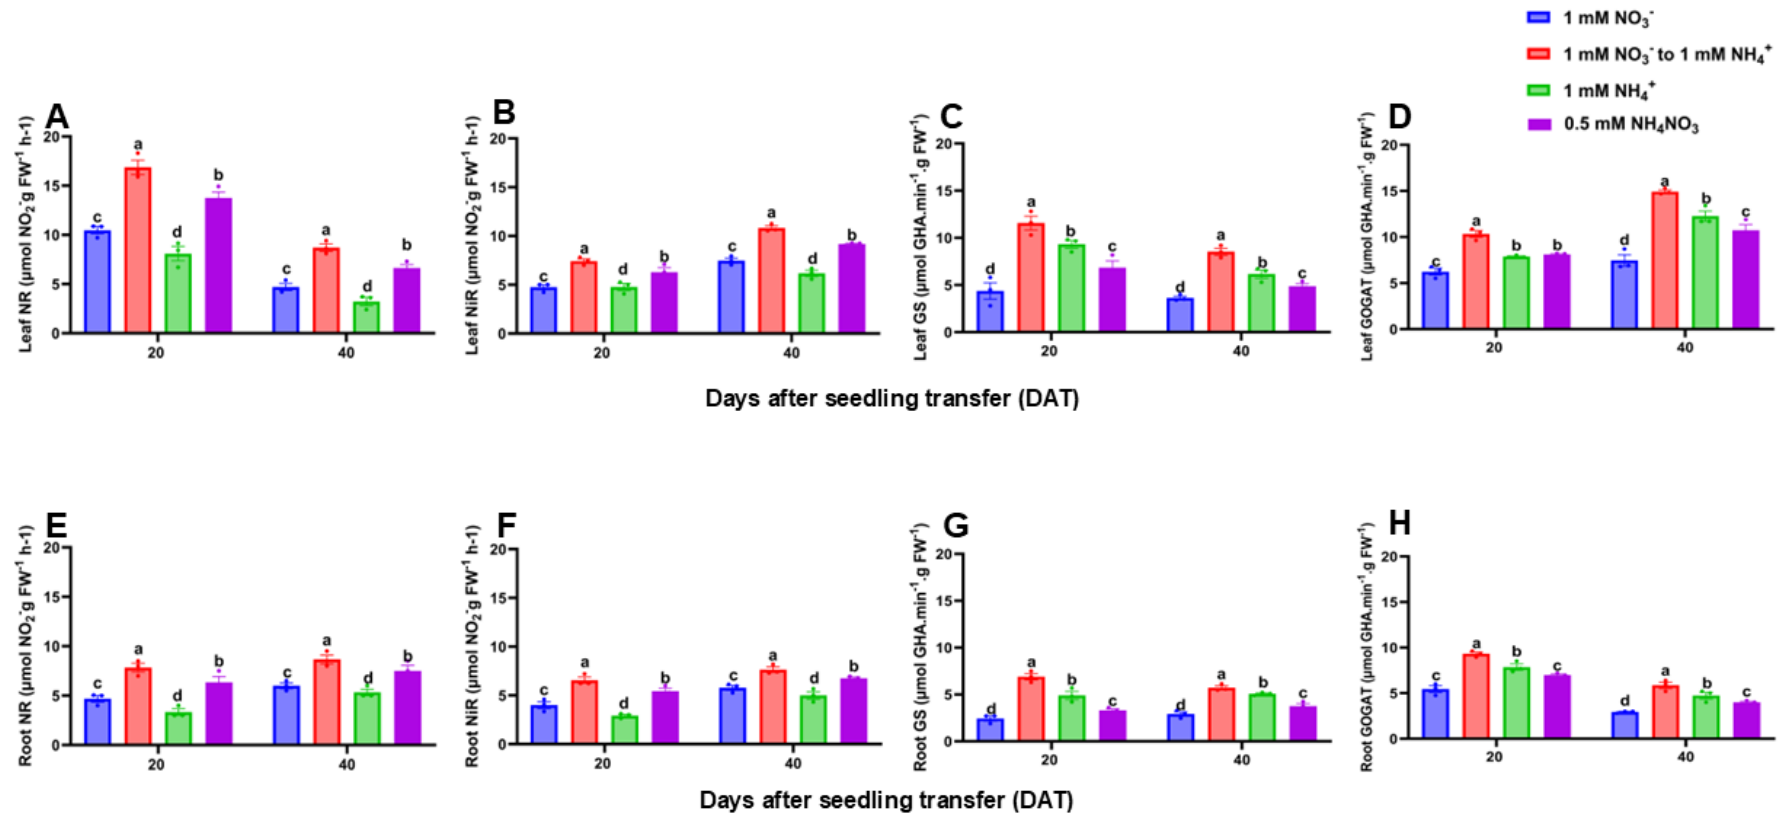 1 mM NO₃⁻
1 mM NO₃⁻ to 1 mM NH₄⁺
1 mM NH₄⁺
0.5 mM NH₄NO₃
A
Leaf NR (µmol NO₂⁻g FW⁻¹ h-1)
20
15
10
5
0
c a d b
c a d b
20 40
B
Leaf NiR (µmol NO₂⁻g FW⁻¹ h-1)
20
15
10
5
0
c a d b
c a d b
20 40
C
Leaf GS (µmol GHA.min⁻¹.g FW⁻¹)
20
15
10
5
0
d a b c
d a b c
20 40
D
Leaf GOGAT (µmol GHA.min⁻¹.g FW⁻¹)
20
15
10
5
0
c a b b
d a b c
20 40
Days after seedling transfer (DAT)
E
Root NR (µmol NO₂⁻g FW⁻¹ h-1)
20
15
10
5
0
c a d b
c a d b
20 40
F
Root NiR (µmol NO₂⁻g FW⁻¹ h-1)
20
15
10
5
0
c a d b
c a d b
20 40
G
Root GS (µmol GHA.min⁻¹.g FW⁻¹)
20
15
10
5
0
d a b c
d a b c
20 40
H
Root GOGAT (µmol GHA.min⁻¹.g FW⁻¹)
20
15
10
5
0
c a b c
d a b c
20 40
Days after seedling transfer (DAT)